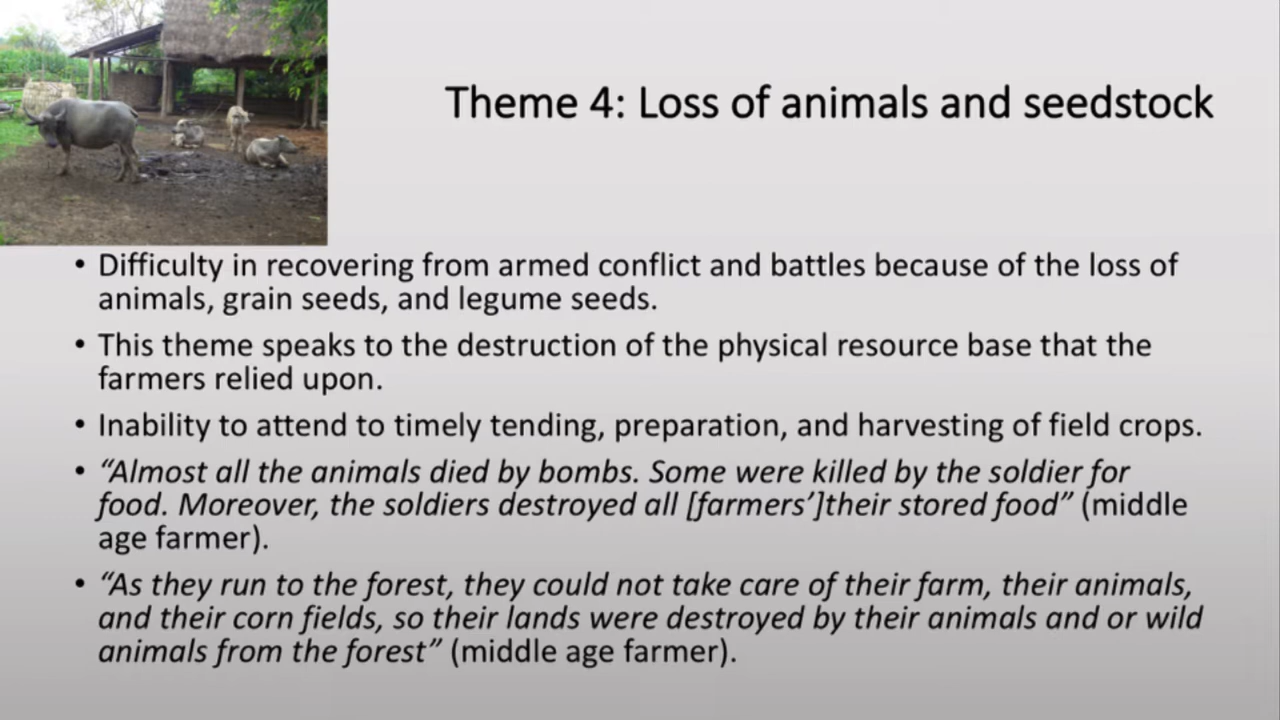 Theme 4: Loss of animals and seedstock
• Difficulty in recovering from armed conflict and battles because of the loss of
animals, grain seeds, and legume seeds.
• This theme speaks to the destruction of the physical resource base that the
farmers relied upon.
• Inability to attend to timely tending, preparation, and harvesting of field crops.
• “Almost all the animals died by bombs. Some were killed by the soldier for
food. Moreover, the soldiers destroyed all [farmers’]their stored food” (middle
age farmer).
• “As they run to the forest, they could not take care of their farm, their animals,
and their corn fields, so their lands were destroyed by their animals and or wild
animals from the forest” (middle age farmer).